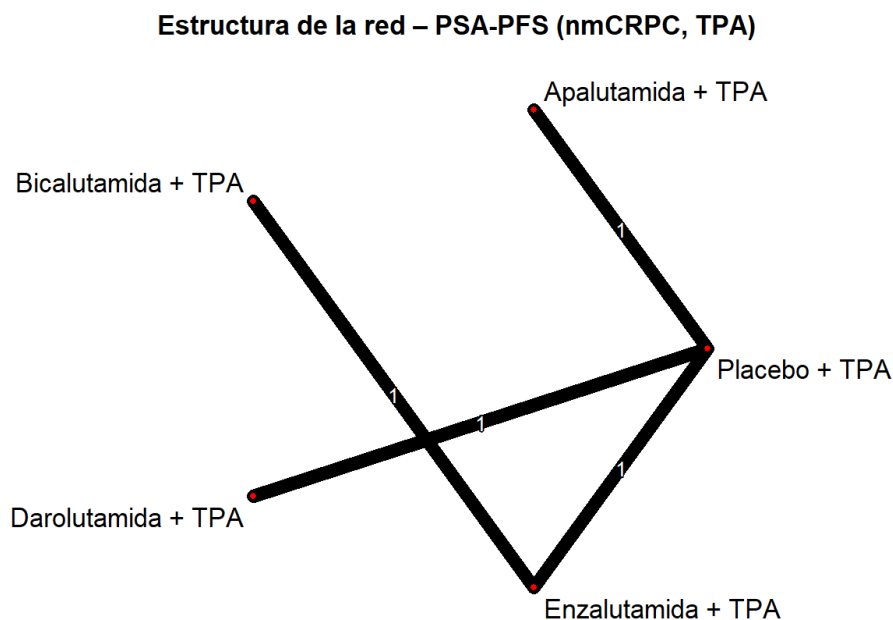 Estructura de la red – PSA-PFS (nmCRPC, TPA)
Apalutamida + TPA
Bicalutamida + TPA
1
Placebo + TPA
1
1
1
Darolutamida + TPA
Enzalutamida + TPA